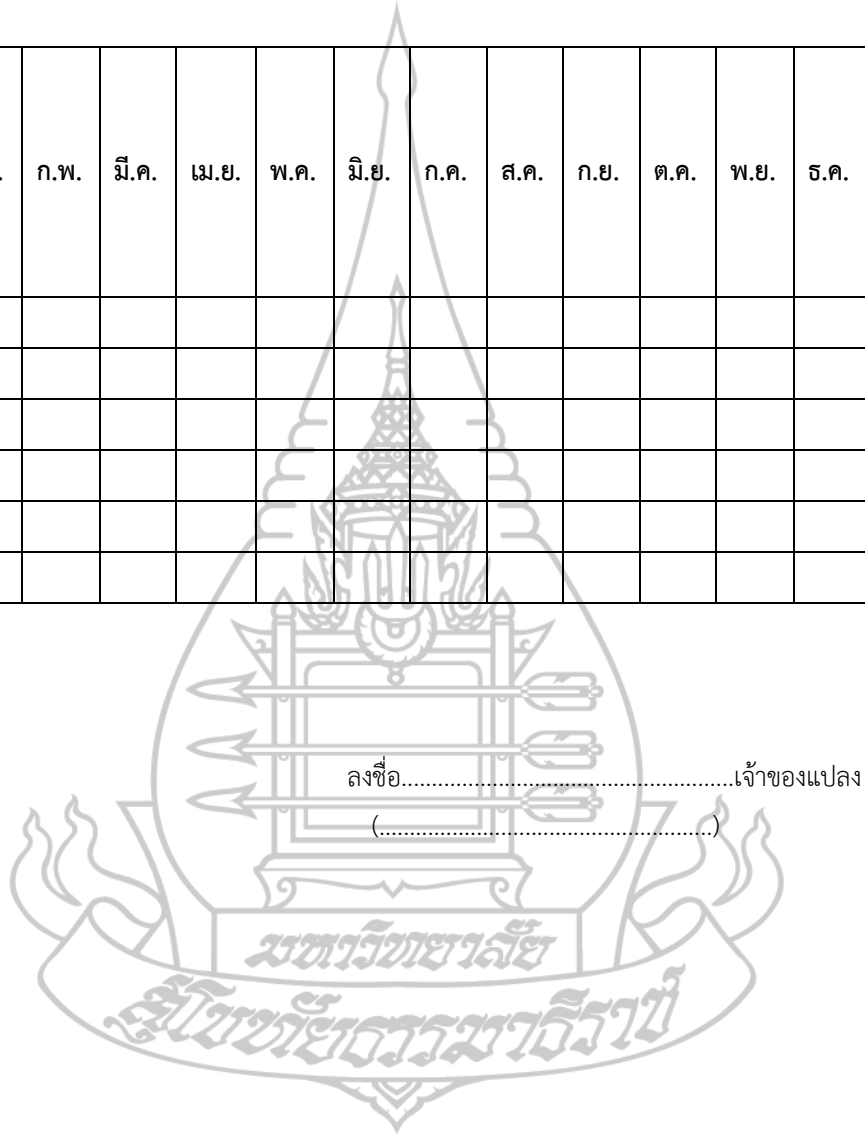 ก.พ. มี.ค. เม.ย. พ.ค. มิ.ย. ก.ค. ส.ค. ก.ย. ต.ค. พ.ย. ธ.ค.
ลงชื่อ.......................................................เจ้าของแปลง
(.......................................................)
มหาวิทยาลัย
สุโขทัยธรรมาธิราช